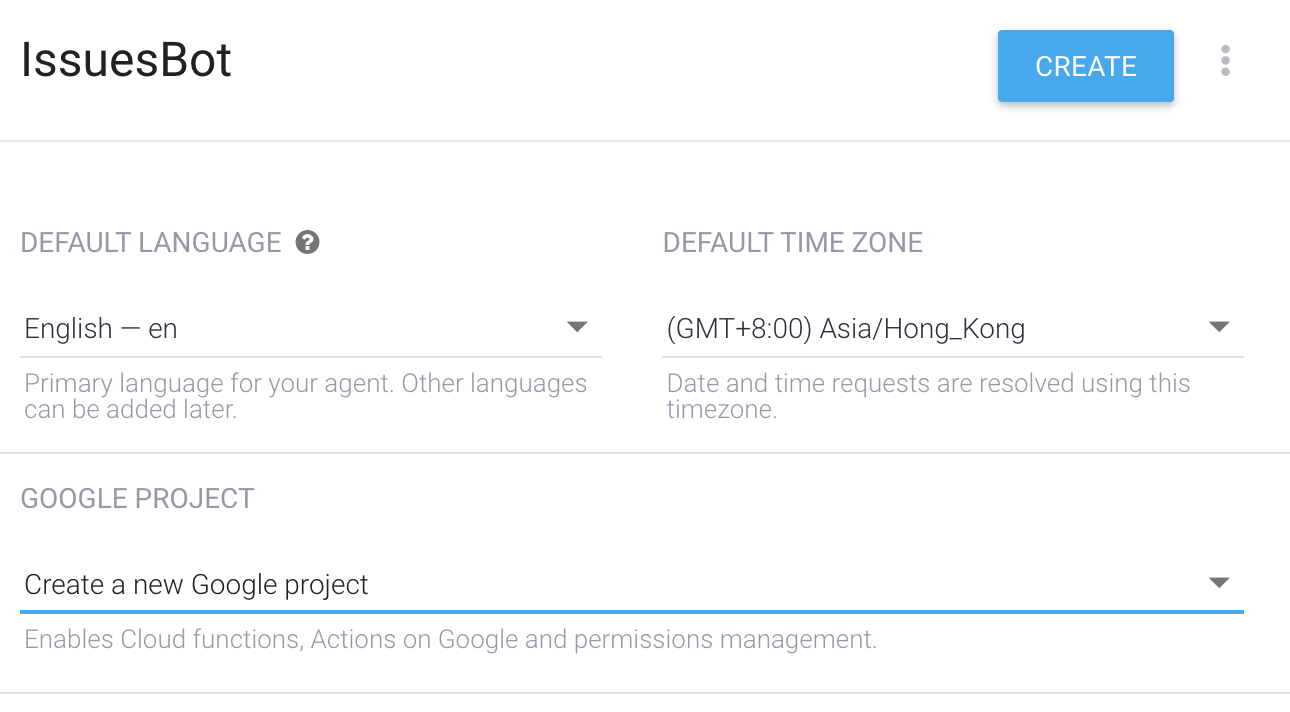 IssuesBot
CREATE
DEFAULT LANGUAGE ?
DEFAULT TIME ZONE
English — en
(GMT+8:00) Asia/Hong_Kong
Primary language for your agent. Other languages
can be added later.
Date and time requests are resolved using this
timezone.
GOOGLE PROJECT
Create a new Google project
Enables Cloud functions, Actions on Google and permissions management.